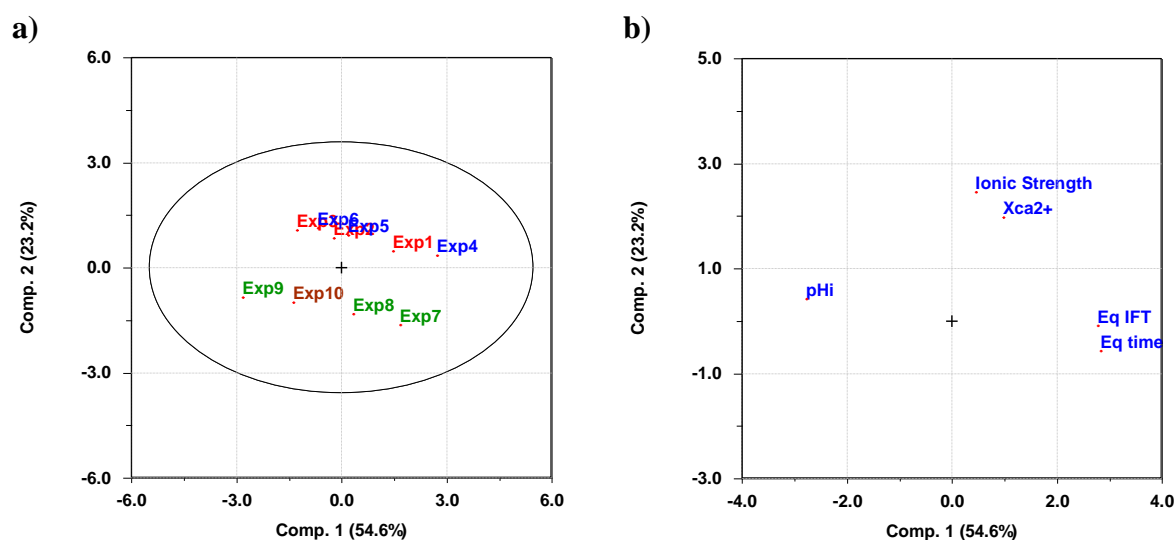 a)
6.0
3.0
0.0
-3.0
-6.0
Comp. 2 (23.2%)
Exp6
Exp5
Exp1
Exp4
Exp9
Exp10
Exp8
Exp7
-6.0 -3.0 0.0 3.0 6.0
Comp. 1 (54.6%)
b)
5.0
3.0
1.0
-1.0
-3.0
Comp. 2 (23.2%)
Ionic Strength
Xca2+
pHi
Eq IFT
Eq time
-4.0 -2.0 0.0 2.0 4.0
Comp. 1 (54.6%)